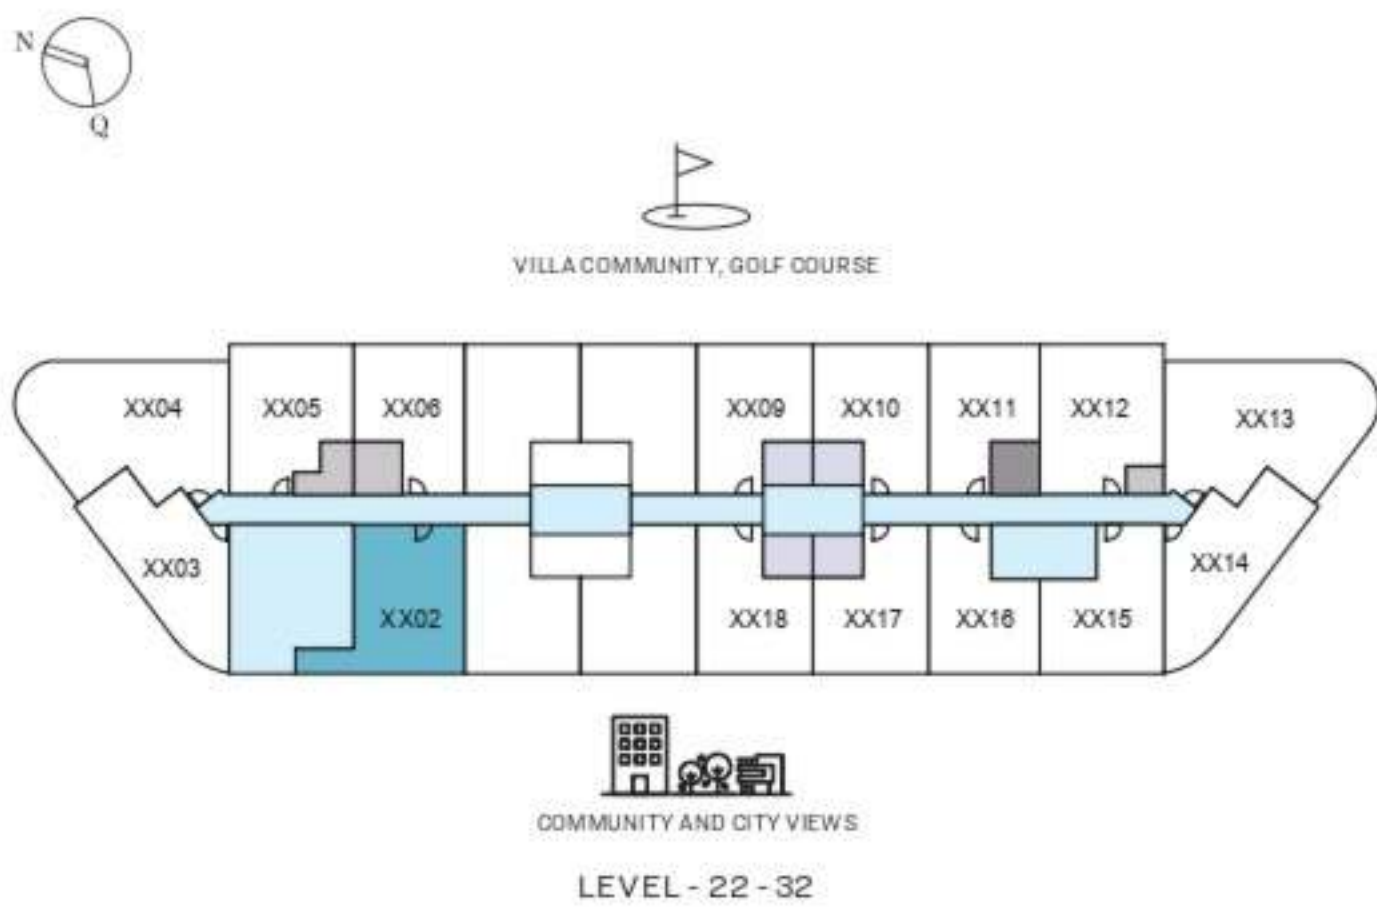 N
Q
VILLA COMMUNITY, GOLF COURSE
XX04
XX05
XX06
XX09
XX10
XX11
XX12
XX13
XX03
XX02
XX18
XX17
XX16
XX15
XX14
COMMUNITY AND CITY VIEWS
LEVEL - 22 - 32